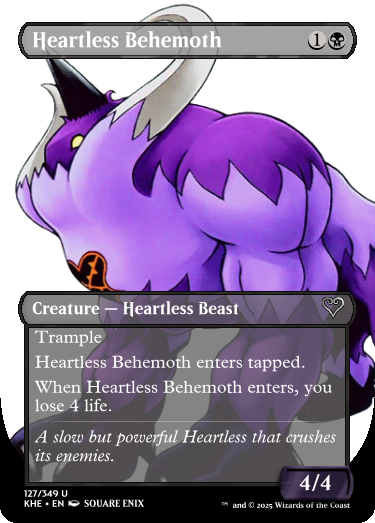 Heartless Behemoth 1
Creature — Heartless Beast
Trample
Heartless Behemoth enters tapped.
When Heartless Behemoth enters, you
lose 4 life.
A slow but powerful Heartless that crushes
its enemies.
4/4
127/349 U
KHE • EN SQUARE ENIX
™ and © 2025 Wizards of the Coast